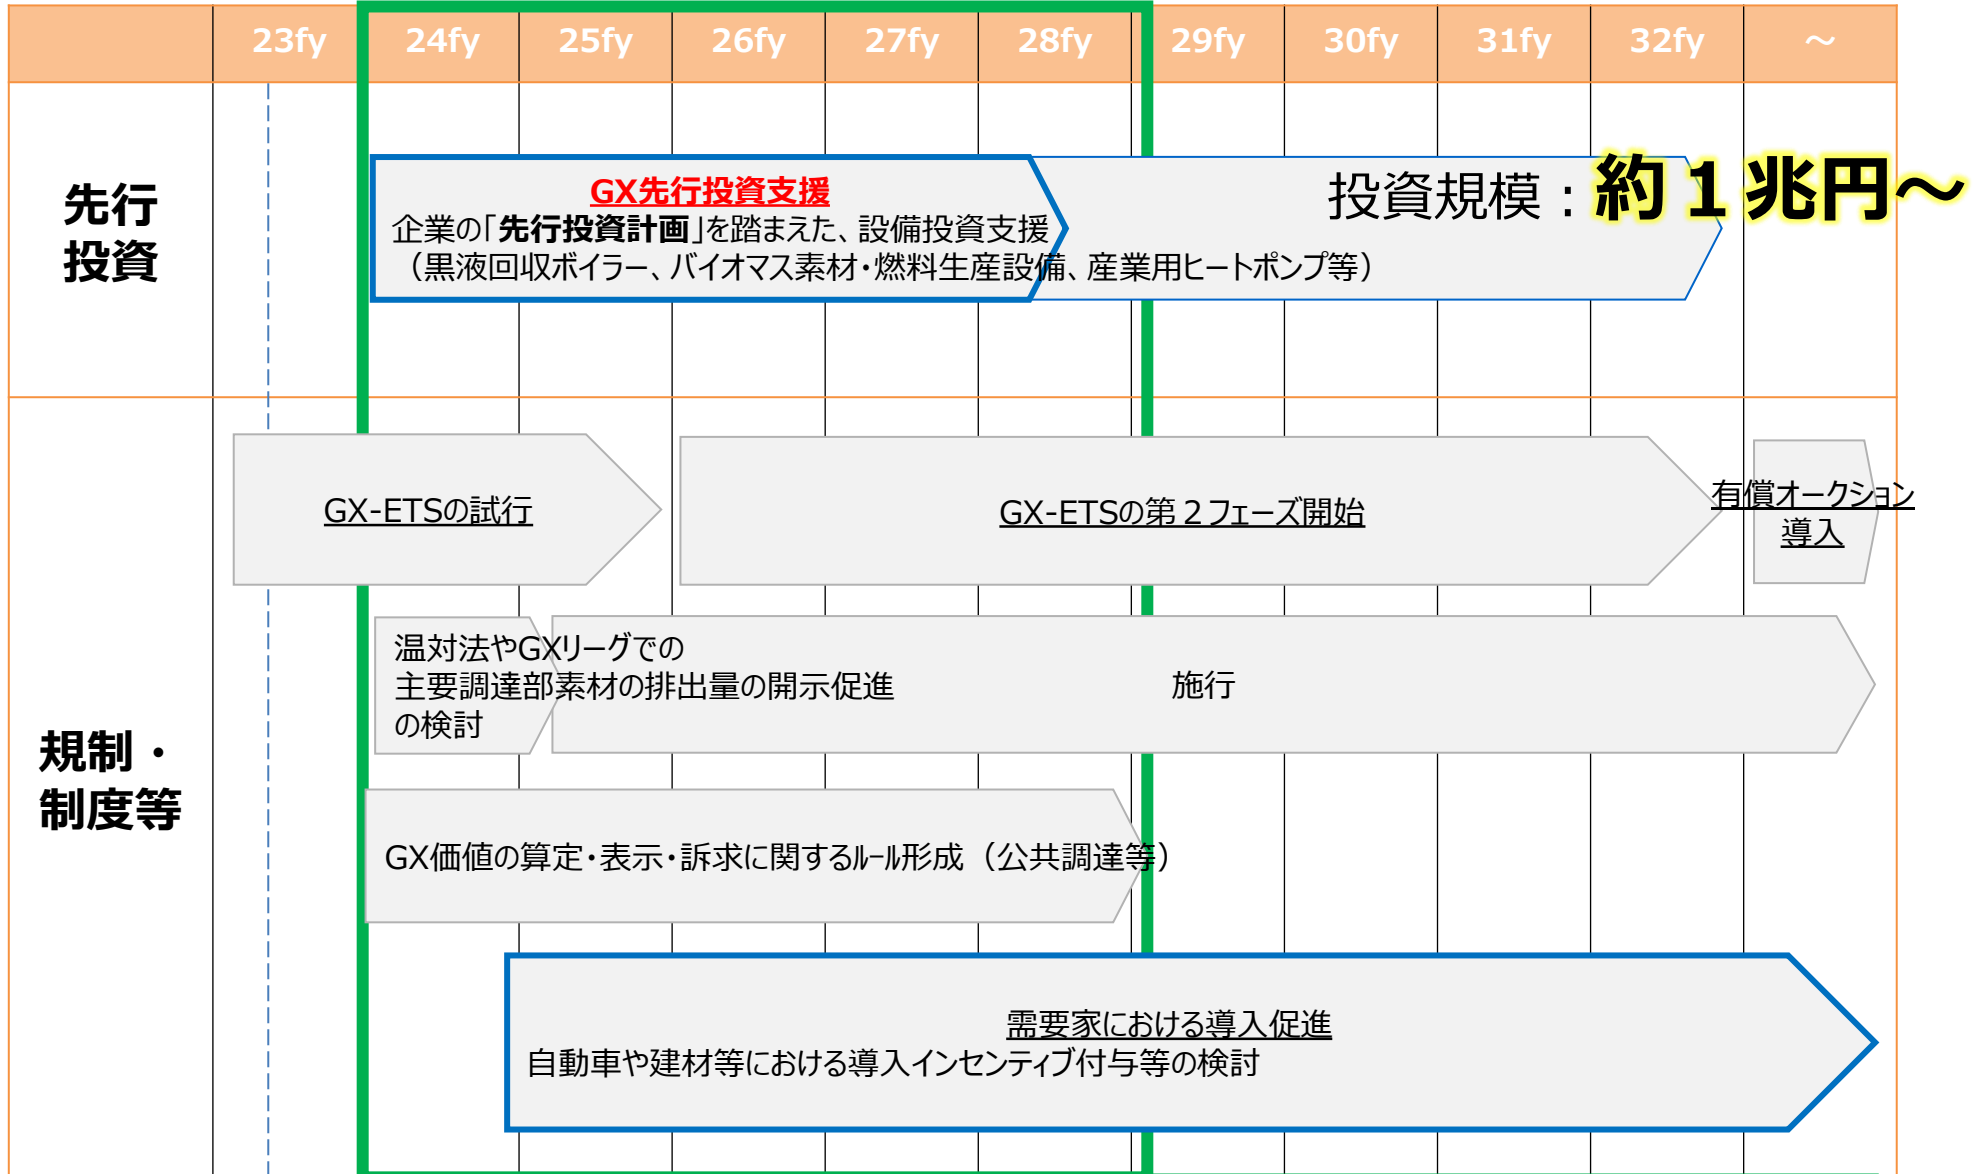 23fy 24fy 25fy 26fy 27fy 28fy 29fy 30fy 31fy 32fy ～
先行
投資
GX先行投資支援
企業の「先行投資計画」を踏まえた、設備投資支援
（黒液回収ボイラー、バイオマス素材・燃料生産設備、産業用ヒートポンプ等）
投資規模：約１兆円～
規制・
制度等
GX-ETSの試行
GX-ETSの第２フェーズ開始
有償オークション
導入
温対法やGXリーグでの
主要調達部素材の排出量の開示促進
の検討
施行
GX価値の算定・表示・訴求に関するルール形成（公共調達等）
需要家における導入促進
自動車や建材等における導入インセンティブ付与等の検討